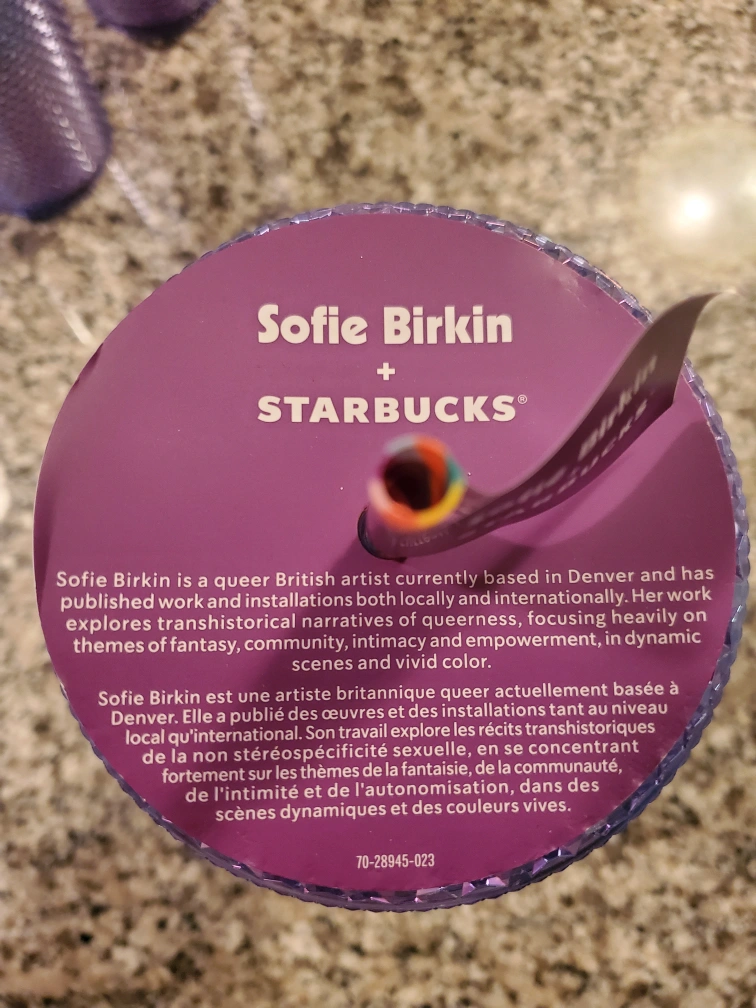 Sofie Birkin
+
STARBUCKS®
Sofie Birkin is a queer British artist currently based in Denver and has
published work and installations both locally and internationally. Her work
explores transhistorical narratives of queerness, focusing heavily on
themes of fantasy, community, intimacy and empowerment, in dynamic
scenes and vivid color.
Sofie Birkin est une artiste britannique queer actuellement basée à
Denver. Elle a publié des œuvres et des installations tant au niveau
local qu'international. Son travail explore les récits transhistoriques
de la non stéréospécificité sexuelle, en se concentrant
fortement sur les thèmes de la fantaisie, de la communauté,
de l'intimité et de l'autonomisation, dans des
scènes dynamiques et des couleurs vives.
70-28945-023
Birkin